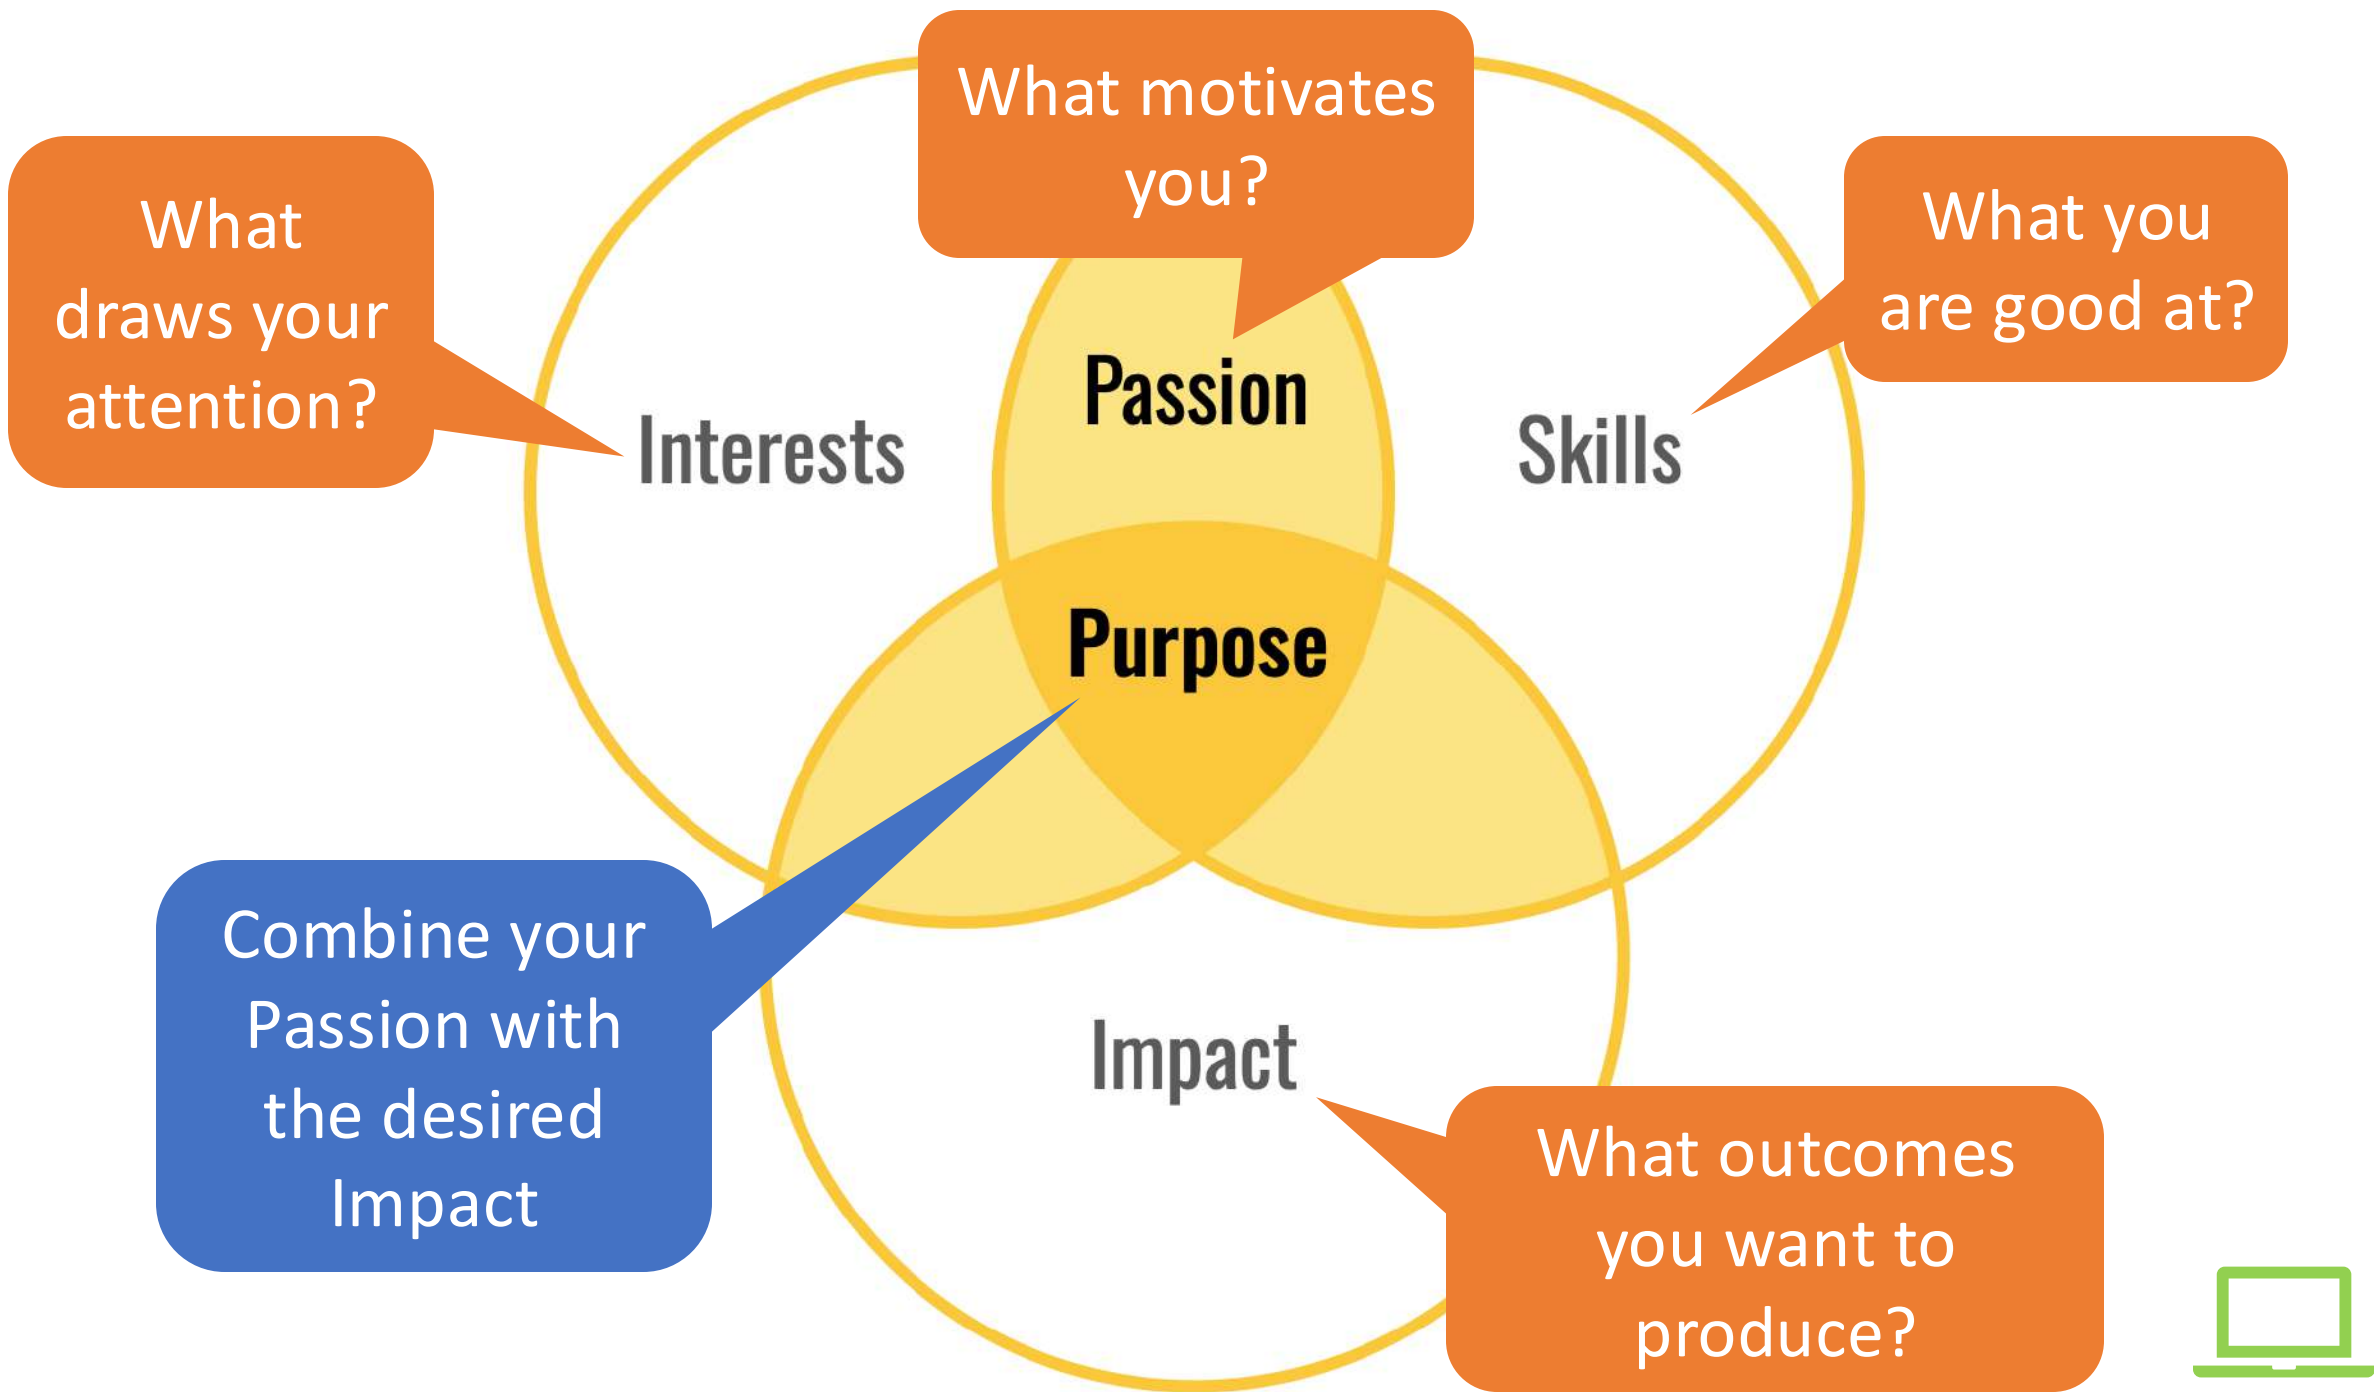 What motivates
you?
What
draws your
attention?
What you
are good at?
Passion
Interests
Skills
Purpose
Combine your
Passion with
the desired
Impact
Impact
What outcomes
you want to
produce?